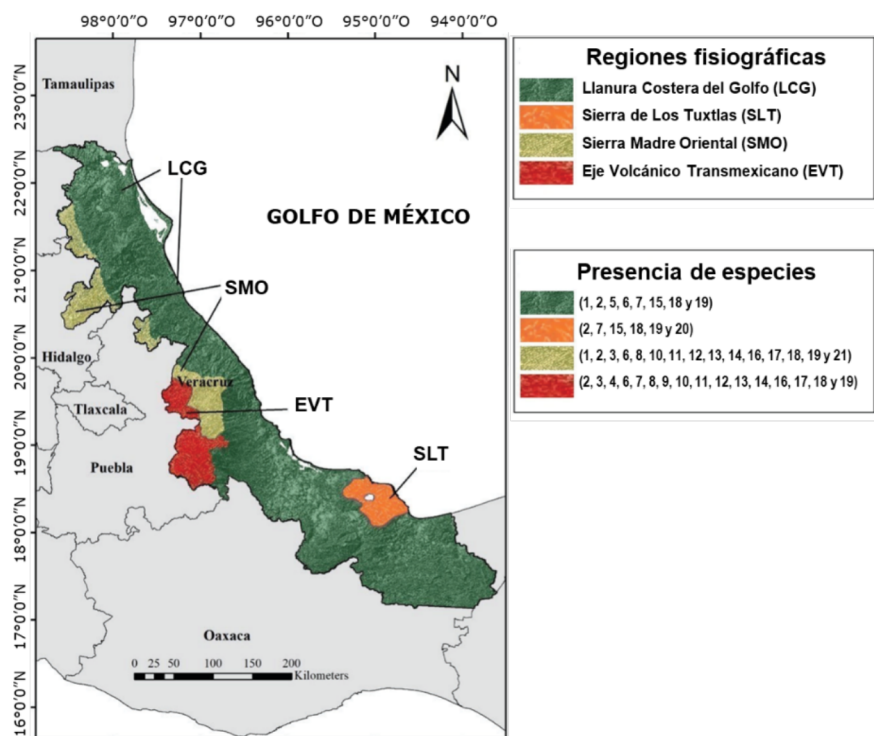 98°0'0"O 97°0'0"O 96°0'0"O 95°0'0"O 94°0'0"O
23°0'0"N
22°0'0"N
21°0'0"N
20°0'0"N
19°0'0"N
18°0'0"N
17°0'0"N
16°0'0"N
Tamaulipas
N
LCG
GOLFO DE MÉXICO
SMO
Hidalgo
Veracruz
Tlaxcala
EVT
Puebla
SLT
Oaxaca
0 25 50 100 150 200
Kilometers
Regiones fisiográficas
Llanura Costera del Golfo (LCG)
Sierra de Los Tuxtlas (SLT)
Sierra Madre Oriental (SMO)
Eje Volcánico Transmexicano (EVT)
Presencia de especies
(1, 2, 5, 6, 7, 15, 18 y 19)
(2, 7, 15, 18, 19 y 20)
(1, 2, 3, 6, 8, 10, 11, 12, 13, 14, 16, 17, 18, 19 y 21)
(2, 3, 4, 6, 7, 8, 9, 10, 11, 12, 13, 14, 16, 17, 18 y 19)